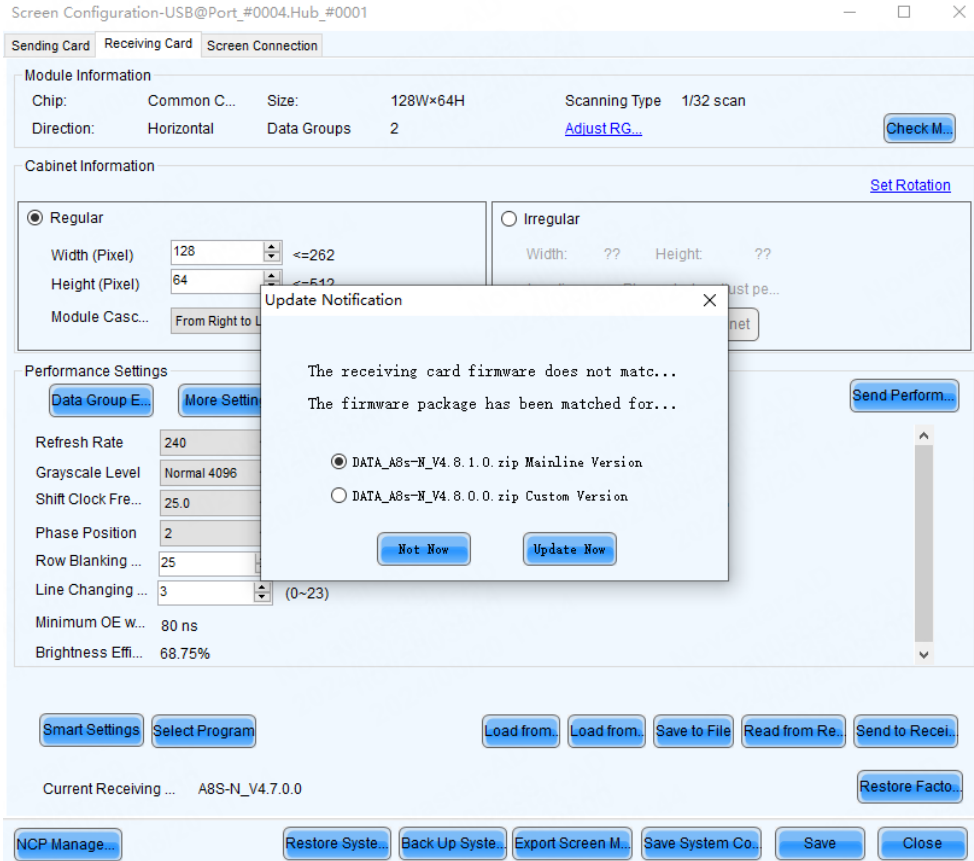 Screen Configuration-USB@Port_#0004.Hub_#0001
Sending Card Receiving Card Screen Connection
Module Information
Chip: Common C... Size: 128W×64H Scanning Type 1/32 scan
Direction: Horizontal Data Groups 2 Adjust RG... Check M...
Cabinet Information
Set Rotation
Regular Irregular
Width (Pixel) 128 <=262 Width: ?? Height: ??
Height (Pixel) 64 <=512 ust pe...
Module Casc... From Right to L net
Update Notification
The receiving card firmware does not matc...
The firmware package has been matched for...
DATA_A8s-N_V4.8.1.0.zip Mainline Version
DATA_A8s-N_V4.8.0.0.zip Custom Version
Not Now Update Now
Performance Settings
Data Group E... More Settin Send Perform...
Refresh Rate 240
Grayscale Level Normal 4096
Shift Clock Fre... 25.0
Phase Position 2
Row Blanking ... 25
Line Changing ... 3 (0~23)
Minimum OE w... 80 ns
Brightness Effi... 68.75%
Smart Settings Select Program Load from.. Load from.. Save to File Read from Re.. Send to Recei..
Current Receiving ... A8S-N_V4.7.0.0 Restore Facto..
NCP Manage... Restore Syste... Back Up Syste.. Export Screen M... Save System Co.. Save Close